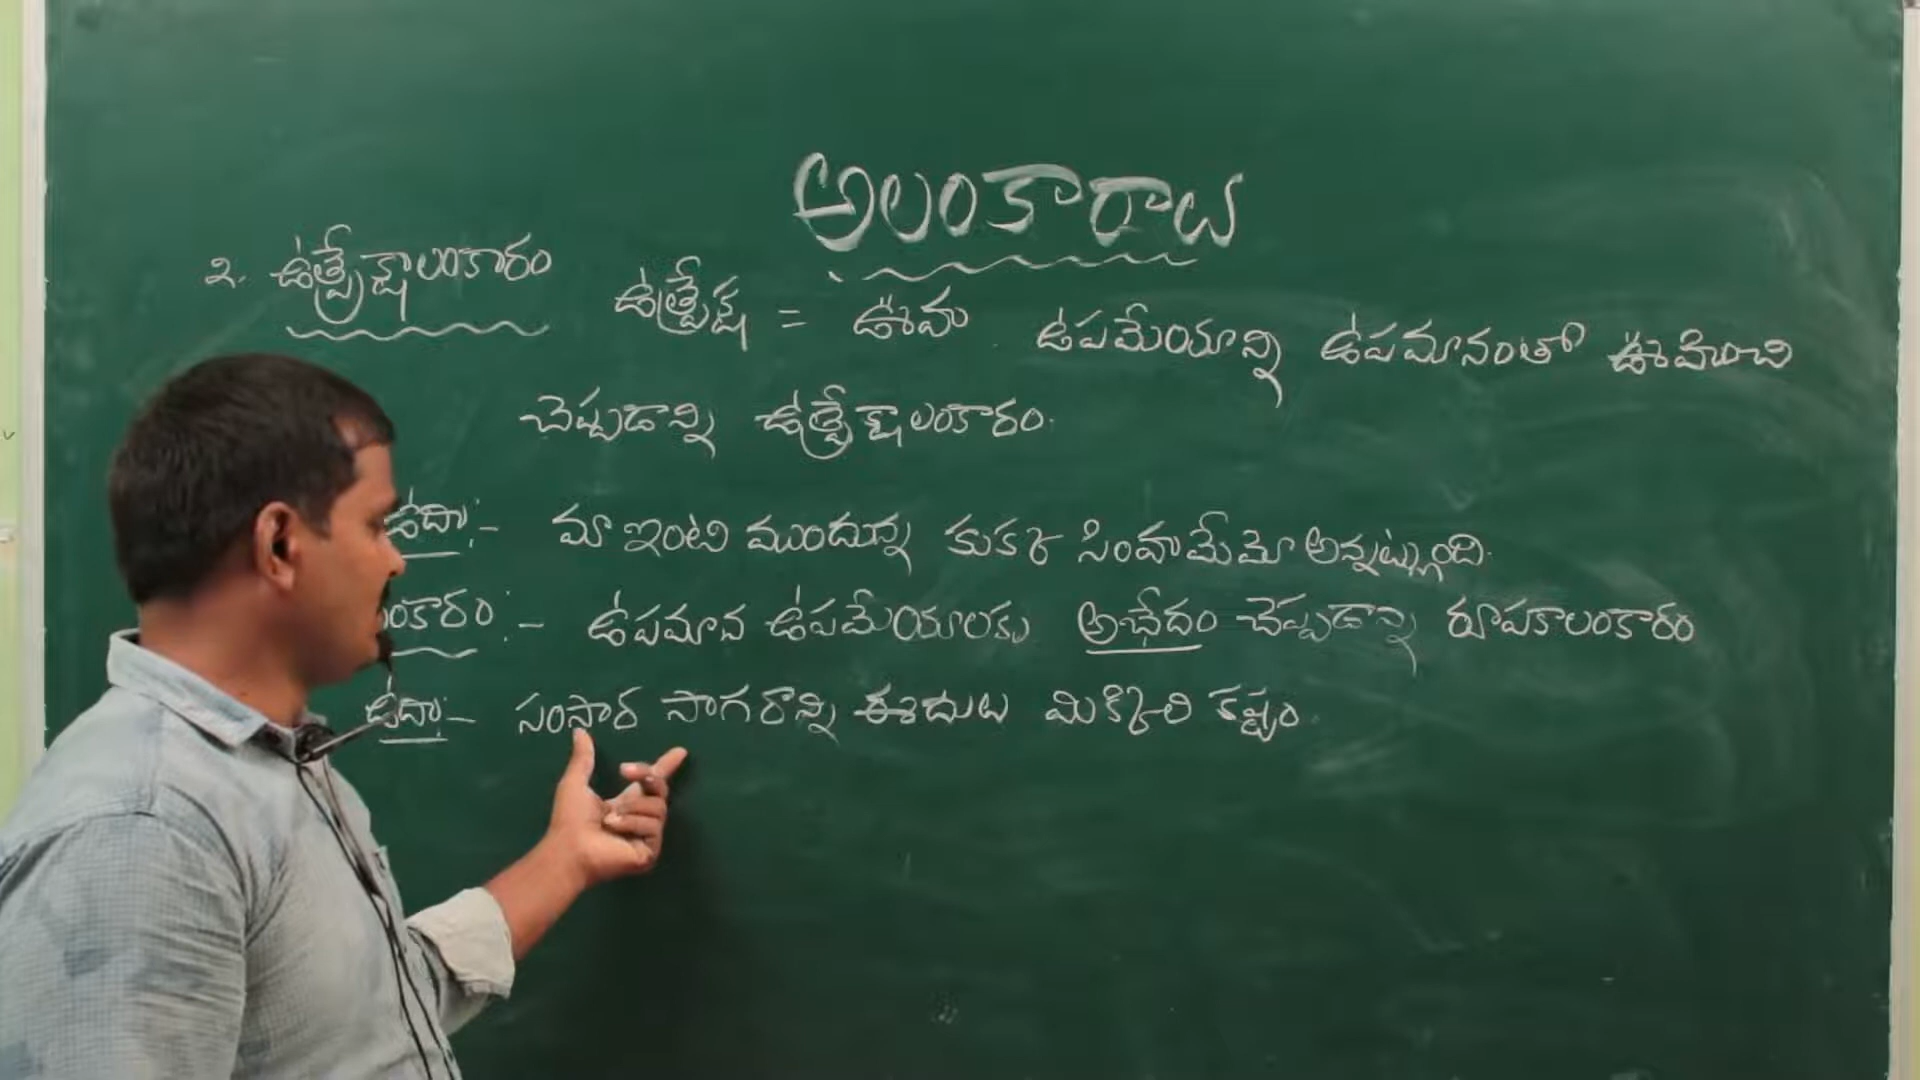 అలంకారాలు
2. ఉత్ప్రేక్షాలంకారం ఉత్ప్రేక్ష = ఊహ ఉపమేయాన్ని ఉపమానంతో ఊహించి
చెప్పడాన్ని ఉత్ప్రేక్షాలంకారం.
ఉదా:- మా ఇంటి ముందున్న కుక్క సింహమేమో అన్నట్లుంది.
ంకారం:- ఉపమాన ఉపమేయాలకు అభేదం చెప్పడాన్ని రూపకాలంకారం
ఉదా:- సంసార సాగరాన్ని ఈదుట మిక్కిలి కష్టం.